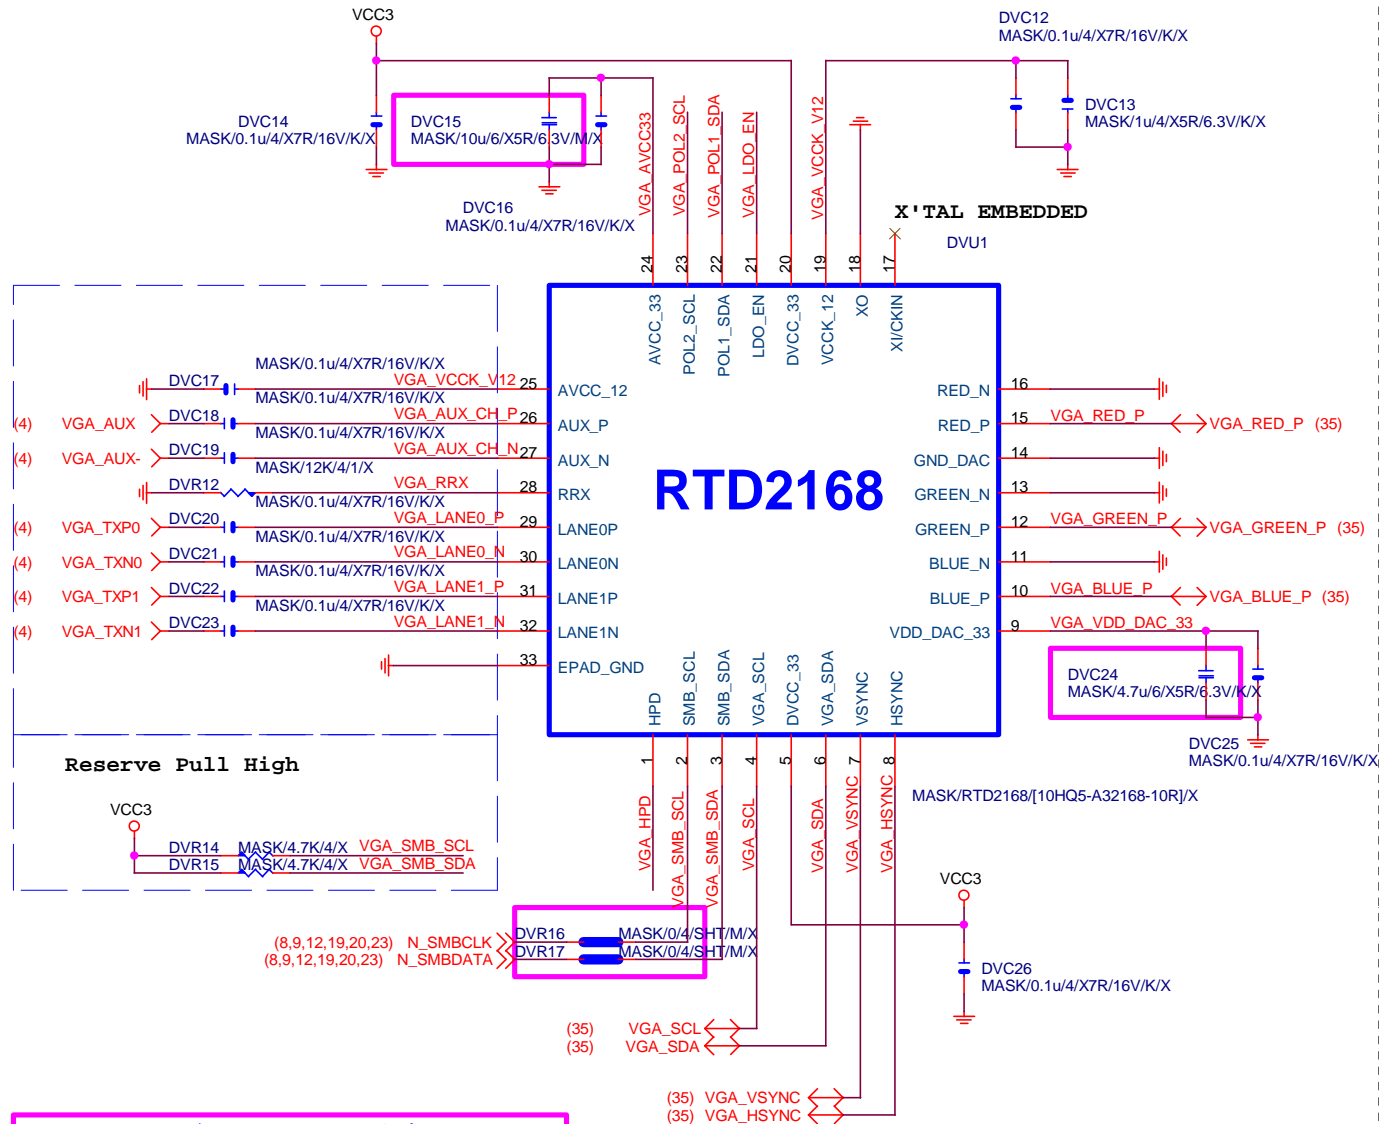 VCC3
DVC12
MASK/0.1u/4/X7R/16V/K/X
DVC14
MASK/0.1u/4/X7R/16V/K/X
DVC15
MASK/10u/6/X5R/6.3V/M/X
DVC13
MASK/1u/4/X5R/6.3V/K/X
DVC16
MASK/0.1u/4/X7R/16V/K/X
VGA_AVCC33
VGA_POL2_SCL
VGA_POL1_SDA
VGA_LDO_EN
VGA_VCCK_V12
X'TAL EMBEDDED
DVU1
24
23
22
21
20
19
18
17
AVCC_33
POL2_SCL
POL1_SDA
LDO_EN
DVCC_33
VCCK_12
XO
XI/CKIN
MASK/0.1u/4/X7R/16V/K/X
DVC17 VGA_VCCK_V12 25 AVCC_12
MASK/0.1u/4/X7R/16V/K/X
(4) VGA_AUX DVC18 VGA_AUX_CH_P 26 AUX_P
MASK/0.1u/4/X7R/16V/K/X
(4) VGA_AUX- DVC19 VGA_AUX_CH_N 27 AUX_N
MASK/12K/4/1/X
DVR12 VGA_RRX 28 RRX
MASK/0.1u/4/X7R/16V/K/X
(4) VGA_TXP0 DVC20 VGA_LANE0_P 29 LANE0P
MASK/0.1u/4/X7R/16V/K/X
(4) VGA_TXN0 DVC21 VGA_LANE0_N 30 LANE0N
MASK/0.1u/4/X7R/16V/K/X
(4) VGA_TXP1 DVC22 VGA_LANE1_P 31 LANE1P
MASK/0.1u/4/X7R/16V/K/X
(4) VGA_TXN1 DVC23 VGA_LANE1_N 32 LANE1N
33 EPAD_GND
RTD2168
RED_N 16
RED_P 15 VGA_RED_P VGA_RED_P (35)
GND_DAC 14
GREEN_N 13
GREEN_P 12 VGA_GREEN_P VGA_GREEN_P (35)
BLUE_N 11
BLUE_P 10 VGA_BLUE_P VGA_BLUE_P (35)
VDD_DAC_33 9 VGA_VDD_DAC_33
DVC24
MASK/4.7u/6/X5R/6.3V/K/X
DVC25
MASK/0.1u/4/X7R/16V/K/X
HPD
SMB_SCL
SMB_SDA
VGA_SCL
DVCC_33
VGA_SDA
VSYNC
HSYNC
1
2
3
4
5
6
7
8
VGA_HPD
VGA_SMB_SCL
VGA_SMB_SDA
VGA_SCL
VGA_SDA
VGA_VSYNC
VGA_HSYNC
MASK/RTD2168/[10HQ5-A32168-10R]/X
Reserve Pull High
VCC3
DVR14 MASK/4.7K/4/X VGA_SMB_SCL
DVR15 MASK/4.7K/4/X VGA_SMB_SDA
VCC3
(8,9,12,19,20,23) N_SMBCLK DVR16 MASK/0/4/SHT/M/X
(8,9,12,19,20,23) N_SMBDATA DVR17 MASK/0/4/SHT/M/X
DVC26
MASK/0.1u/4/X7R/16V/K/X
(35) VGA_SCL
(35) VGA_SDA
(35) VGA_VSYNC
(35) VGA_HSYNC